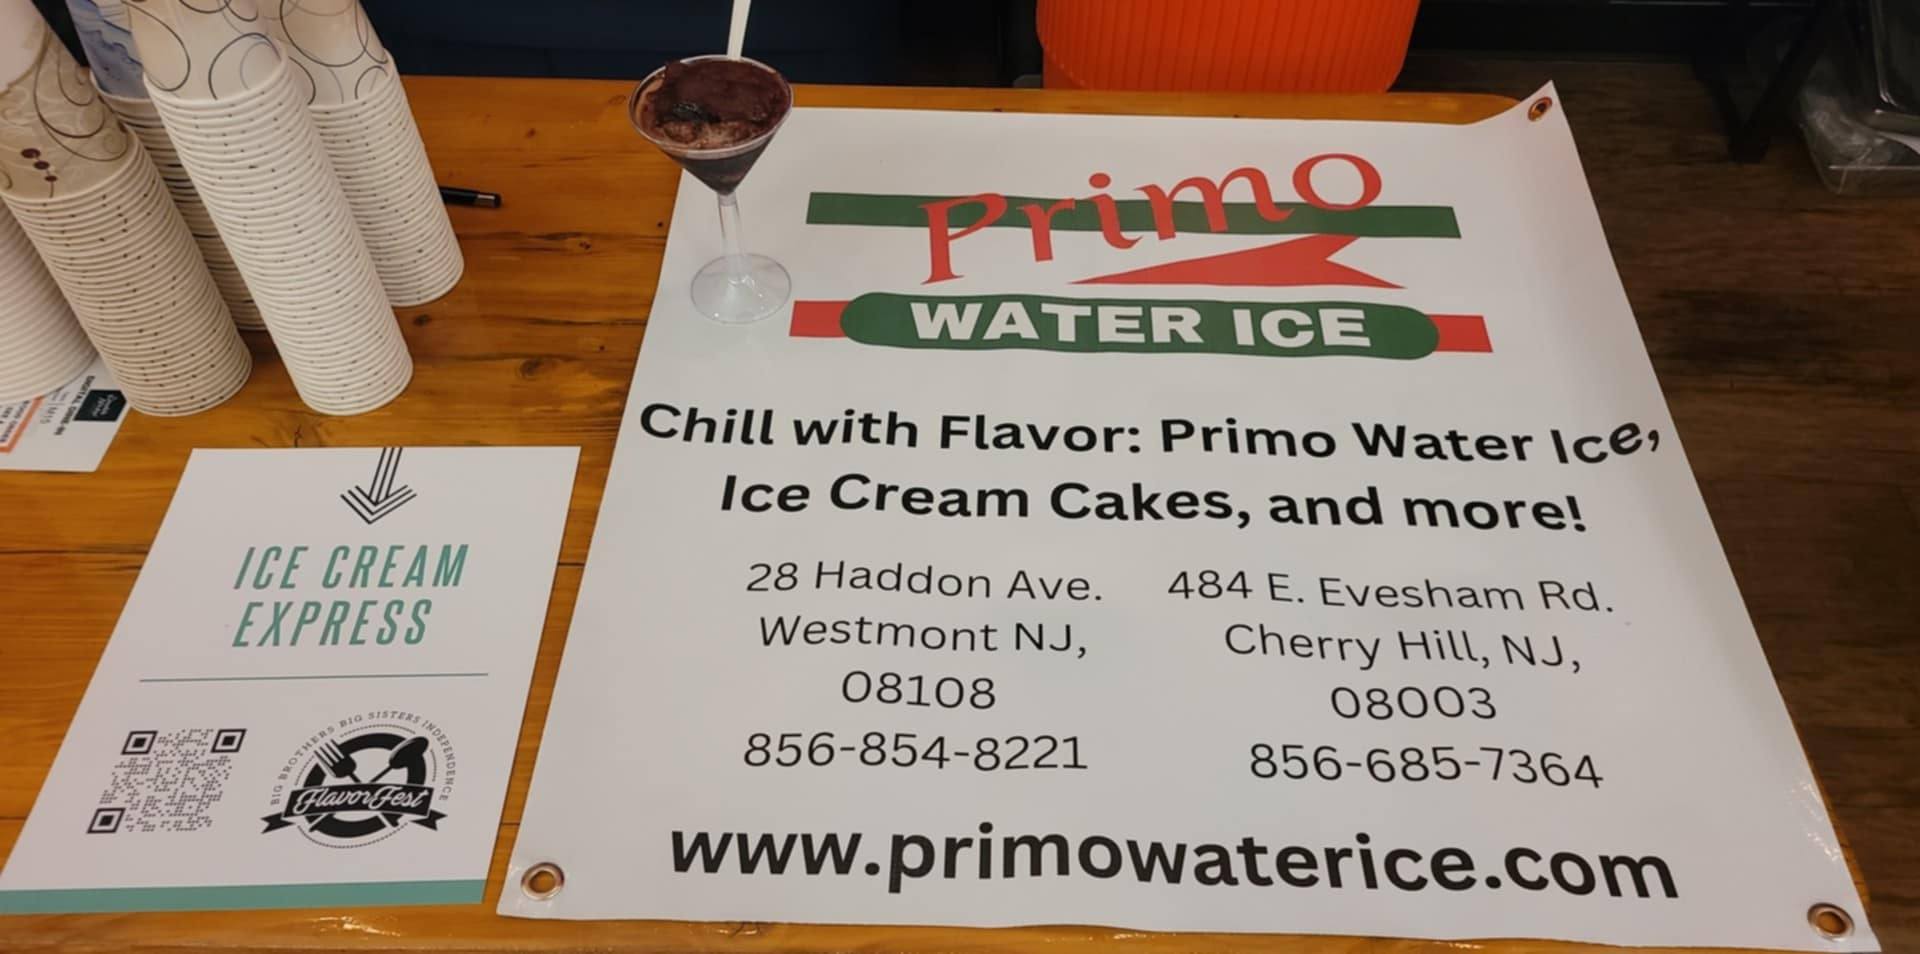 Primo
WATER ICE
Chill with Flavor: Primo Water Ice,
Ice Cream Cakes, and more!
28 Haddon Ave.
Westmont NJ,
08108
856-854-8221
484 E. Evesham Rd.
Cherry Hill, NJ,
08003
856-685-7364
www.primowaterice.com
ICE CREAM
EXPRESS
BIG BROTHERS BIG SISTERS INDEPENDENCE
FlavorFest